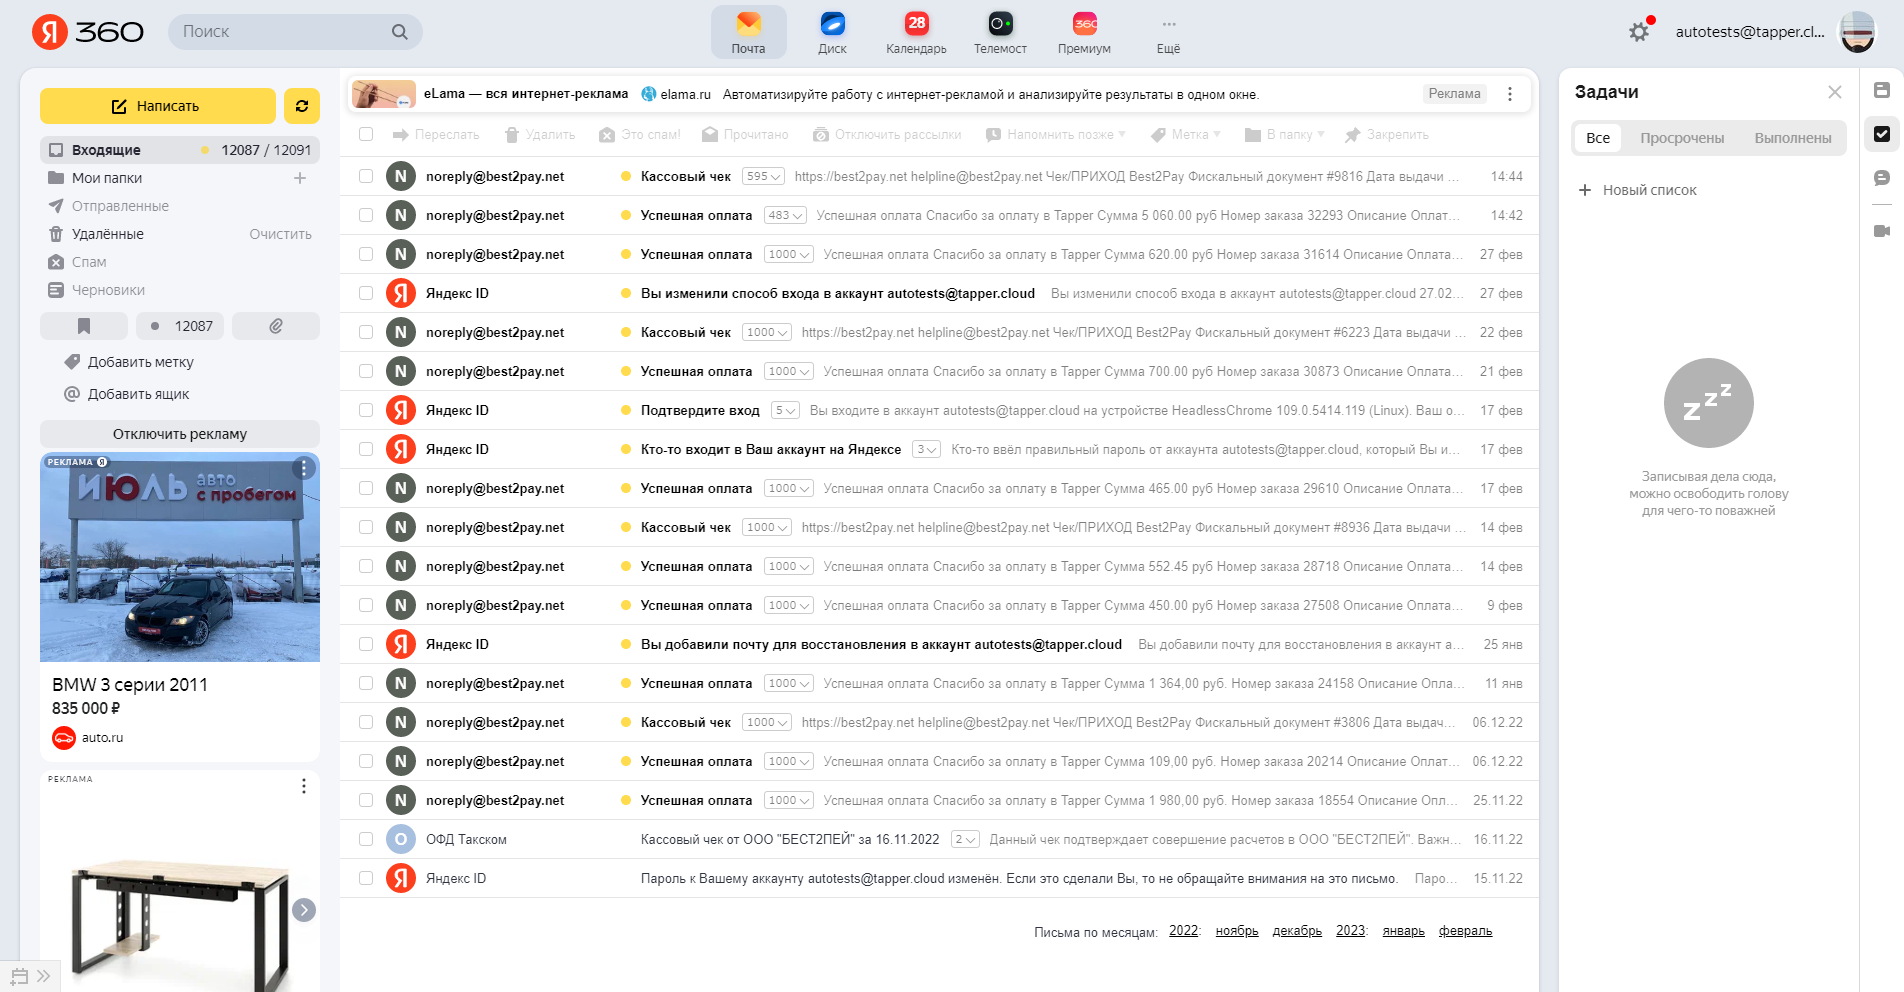 Я 360
Поиск
Почта
Диск
28
Календарь
Телемост
360
Премиум
Ещё
autotests@tapper.cl...
Написать
Входящие 12087 / 12091
Мои папки
Отправленные
Удалённые Очистить
Спам
Черновики
12087
Добавить метку
Добавить ящик
Отключить рекламу
РЕКЛАМА Я
ИЮЛЬ авто
с пробегом
BMW 3 серии 2011
835 000 ₽
auto.ru
РЕКЛАМА
eLama — вся интернет-реклама elama.ru Автоматизируйте работу с интернет-рекламой и анализируйте результаты в одном окне. Реклама
Переслать Удалить Это спам! Прочитано Отключить рассылки Напомнить позже Метка В папку Закрепить
N noreply@best2pay.net Кассовый чек 595 https://best2pay.net helpline@best2pay.net Чек/ПРИХОД Best2Pay Фискальный документ #9816 Дата выдачи ... 14:44
N noreply@best2pay.net Успешная оплата 483 Успешная оплата Спасибо за оплату в Tapper Сумма 5 060.00 руб Номер заказа 32293 Описание Оплат... 14:42
N noreply@best2pay.net Успешная оплата 1000 Успешная оплата Спасибо за оплату в Tapper Сумма 620.00 руб Номер заказа 31614 Описание Оплата... 27 фев
Я Яндекс ID Вы изменили способ входа в аккаунт autotests@tapper.cloud Вы изменили способ входа в аккаунт autotests@tapper.cloud 27.02... 27 фев
N noreply@best2pay.net Кассовый чек 1000 https://best2pay.net helpline@best2pay.net Чек/ПРИХОД Best2Pay Фискальный документ #6223 Дата выдачи ... 22 фев
N noreply@best2pay.net Успешная оплата 1000 Успешная оплата Спасибо за оплату в Tapper Сумма 700.00 руб Номер заказа 30873 Описание Оплата... 21 фев
Я Яндекс ID Подтвердите вход 5 Вы входите в аккаунт autotests@tapper.cloud на устройстве HeadlessChrome 109.0.5414.119 (Linux). Ваш о... 17 фев
Я Яндекс ID Кто-то входит в Ваш аккаунт на Яндексе 3 Кто-то ввёл правильный пароль от аккаунта autotests@tapper.cloud, который Вы и... 17 фев
N noreply@best2pay.net Успешная оплата 1000 Успешная оплата Спасибо за оплату в Tapper Сумма 465.00 руб Номер заказа 29610 Описание Оплата... 17 фев
N noreply@best2pay.net Кассовый чек 1000 https://best2pay.net helpline@best2pay.net Чек/ПРИХОД Best2Pay Фискальный документ #8936 Дата выдачи ... 14 фев
N noreply@best2pay.net Успешная оплата 1000 Успешная оплата Спасибо за оплату в Tapper Сумма 552.45 руб Номер заказа 28718 Описание Оплата... 14 фев
N noreply@best2pay.net Успешная оплата 1000 Успешная оплата Спасибо за оплату в Tapper Сумма 450.00 руб Номер заказа 27508 Описание Оплата... 9 фев
Я Яндекс ID Вы добавили почту для восстановления в аккаунт autotests@tapper.cloud Вы добавили почту для восстановления в аккаунт a... 25 янв
N noreply@best2pay.net Успешная оплата 1000 Успешная оплата Спасибо за оплату в Tapper Сумма 1 364,00 руб. Номер заказа 24158 Описание Опла... 11 янв
N noreply@best2pay.net Кассовый чек 1000 https://best2pay.net helpline@best2pay.net Чек/ПРИХОД Best2Pay Фискальный документ #3806 Дата выдач... 06.12.22
N noreply@best2pay.net Успешная оплата 1000 Успешная оплата Спасибо за оплату в Tapper Сумма 109,00 руб. Номер заказа 20214 Описание Оплат... 06.12.22
N noreply@best2pay.net Успешная оплата 1000 Успешная оплата Спасибо за оплату в Tapper Сумма 1 980,00 руб. Номер заказа 18554 Описание Опл... 25.11.22
О ОФД Такском Кассовый чек от ООО "БЕСТ2ПЕЙ" за 16.11.2022 2 Данный чек подтверждает совершение расчетов в ООО "БЕСТ2ПЕЙ". Важн... 16.11.22
Я Яндекс ID Пароль к Вашему аккаунту autotests@tapper.cloud изменён. Если это сделали Вы, то не обращайте внимания на это письмо. Паро... 15.11.22
Письма по месяцам: 2022: ноябрь декабрь 2023: январь февраль
Задачи
Все Просрочены Выполнены
Новый список
z z z
Записывая дела сюда,
можно освободить голову
для чего-то поважней